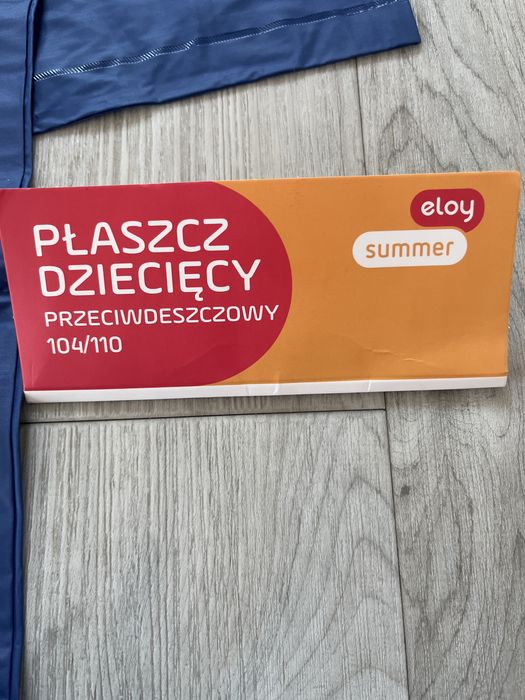 PŁASZCZ
DZIECIĘCY
PRZECIWDESZCZOWY
104/110
eloy
summer